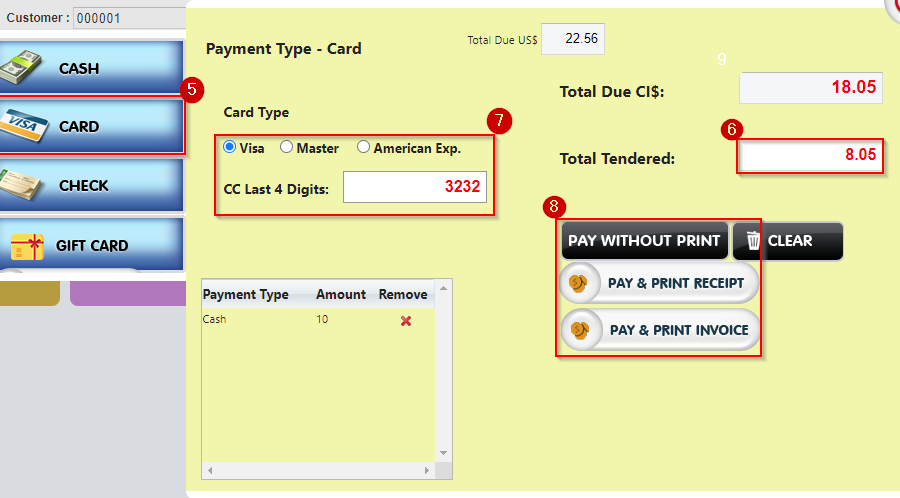 Customer : 000001
CASH
5
VISA
CARD
CHECK
GIFT CARD
Payment Type - Card
Total Due US$ 22.56
9
Total Due CI$: 18.05
Card Type
7
Visa Master American Exp.
CC Last 4 Digits: 3232
6
Total Tendered: 8.05
8
PAY WITHOUT PRINT CLEAR
PAY & PRINT RECEIPT
PAY & PRINT INVOICE
Payment Type Amount Remove
Cash 10